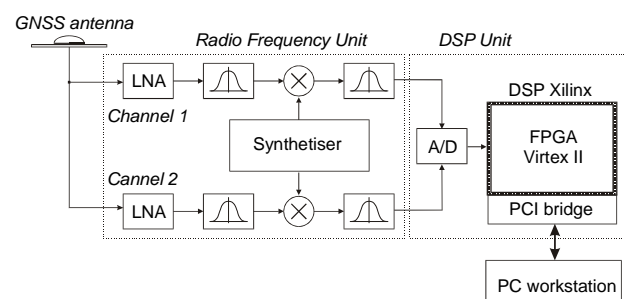 GNSS antenna
Radio Frequency Unit
DSP Unit
LNA
Channel 1
Synthetiser
A/D
DSP Xilinx
FPGA
Virtex II
PCI bridge
Cannel 2
LNA
PC workstation